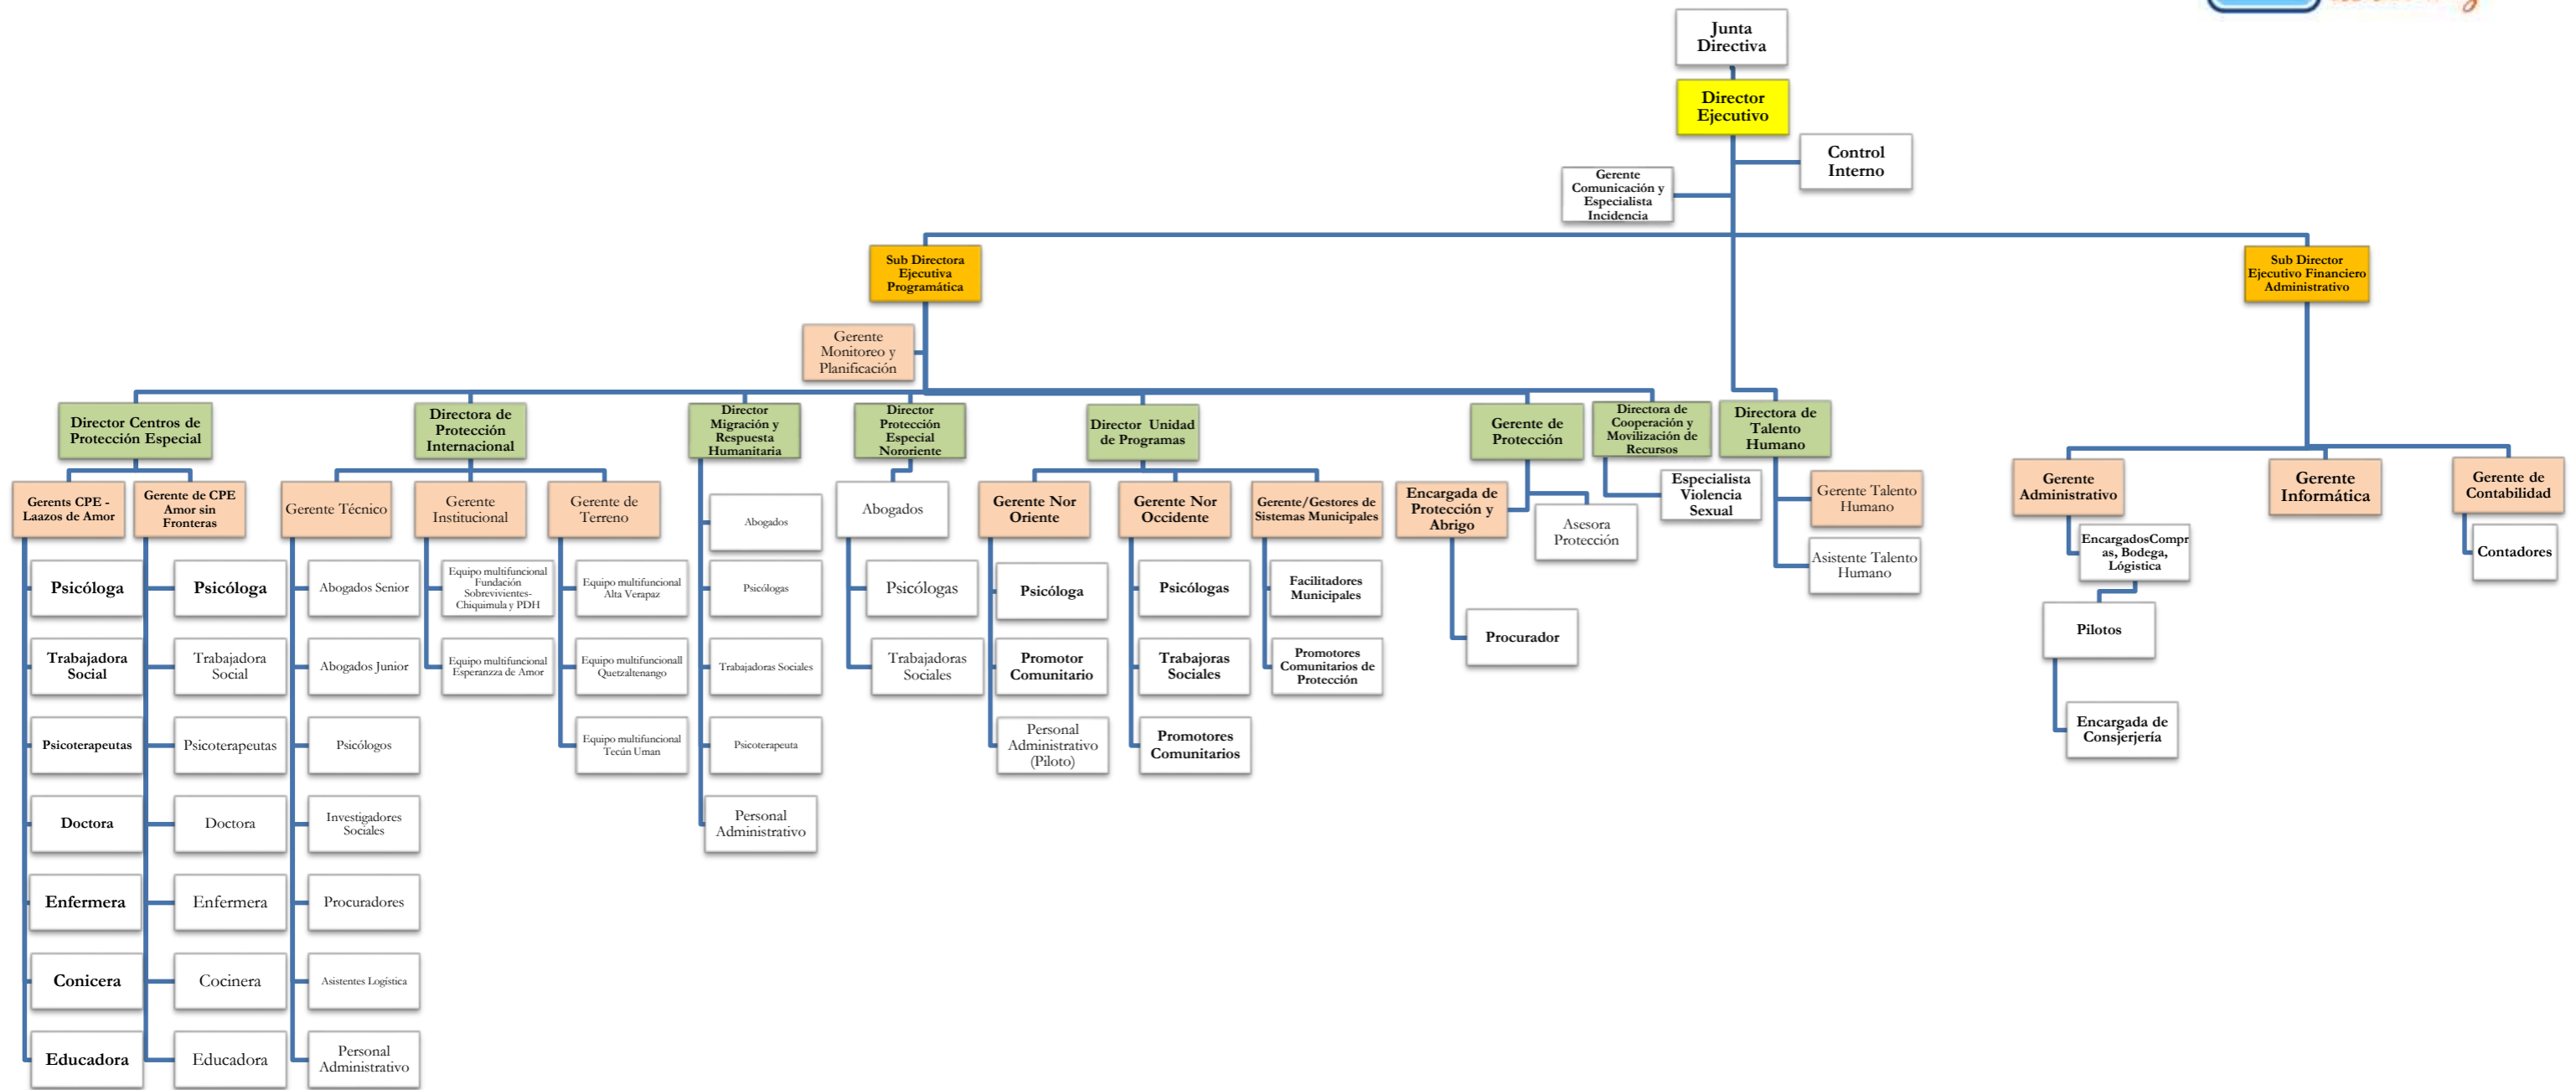 Junta
Directiva
Director
Ejecutivo
Control
Interno
Gerente
Comunicación y
Especialista
Incidencia
Sub Directora
Ejecutiva
Programática
Sub Director
Ejecutivo Financiero
Administrativo
Gerente
Monitoreo y
Planificación
Director Centros de
Protección Especial
Directora de
Protección
Internacional
Director
Migración y
Respuesta
Humanitaria
Director
Protección
Especial
Nororiente
Director Unidad
de Programas
Gerente de
Protección
Directora de
Cooperación y
Movilización de
Recursos
Directora de
Talento
Humano
Gerents CPE -
Laazos de Amor
Gerente de CPE
Amor sin
Fronteras
Gerente Técnico
Gerente
Institucional
Gerente de
Terreno
Abogados
Abogados
Gerente Nor
Oriente
Gerente Nor
Occidente
Gerente/Gestores de
Sistemas Municipales
Encargada de
Protección y
Abrigo
Asesora
Protección
Especialista
Violencia
Sexual
Gerente Talento
Humano
Asistente Talento
Humano
Gerente
Administrativo
Gerente
Informática
Gerente de
Contabilidad
EncargadosCompr
as, Bodega,
Lógistica
Contadores
Psicóloga
Psicóloga
Abogados Senior
Equipo multifuncional
Fundación
Sobrevivientes-
Chiquimula y PDH
Equipo multifuncional
Alta Verapaz
Psicólogas
Psicólogas
Psicóloga
Psicólogas
Facilitadores
Municipales
Procurador
Pilotos
Trabajadora
Social
Trabajadora
Social
Abogados Junior
Equipo multifuncional
Esperanzza de Amor
Equipo multifuncionall
Quetzaltenango
Trabajadoras Sociales
Trabajadoras
Sociales
Promotor
Comunitario
Trabajoras
Sociales
Promotores
Comunitarios de
Protección
Psicoterapeutas
Psicoterapeutas
Psicólogos
Equipo multifuncional
Tecún Uman
Psicoterapeuta
Personal
Administrativo
(Piloto)
Promotores
Comunitarios
Encargada de
Consjerjería
Doctora
Doctora
Investigadores
Sociales
Personal
Administrativo
Enfermera
Enfermera
Procuradores
Conicera
Cocinera
Asistentes Logística
Educadora
Educadora
Personal
Administrativo